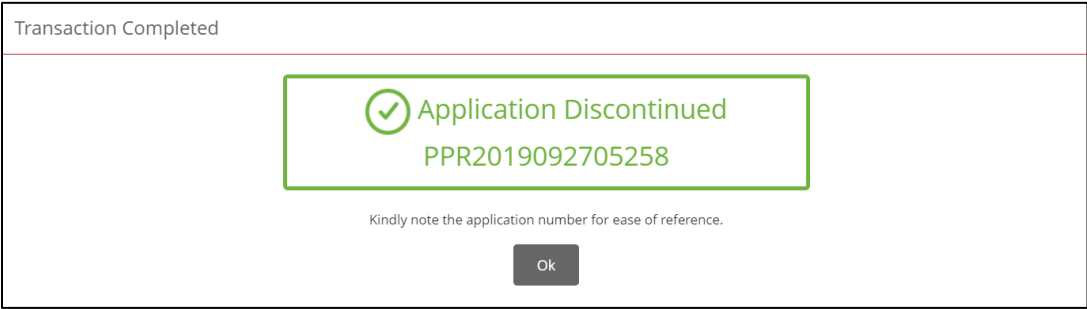 Transaction Completed
Application Discontinued
PPR2019092705258
Kindly note the application number for ease of reference.
Ok